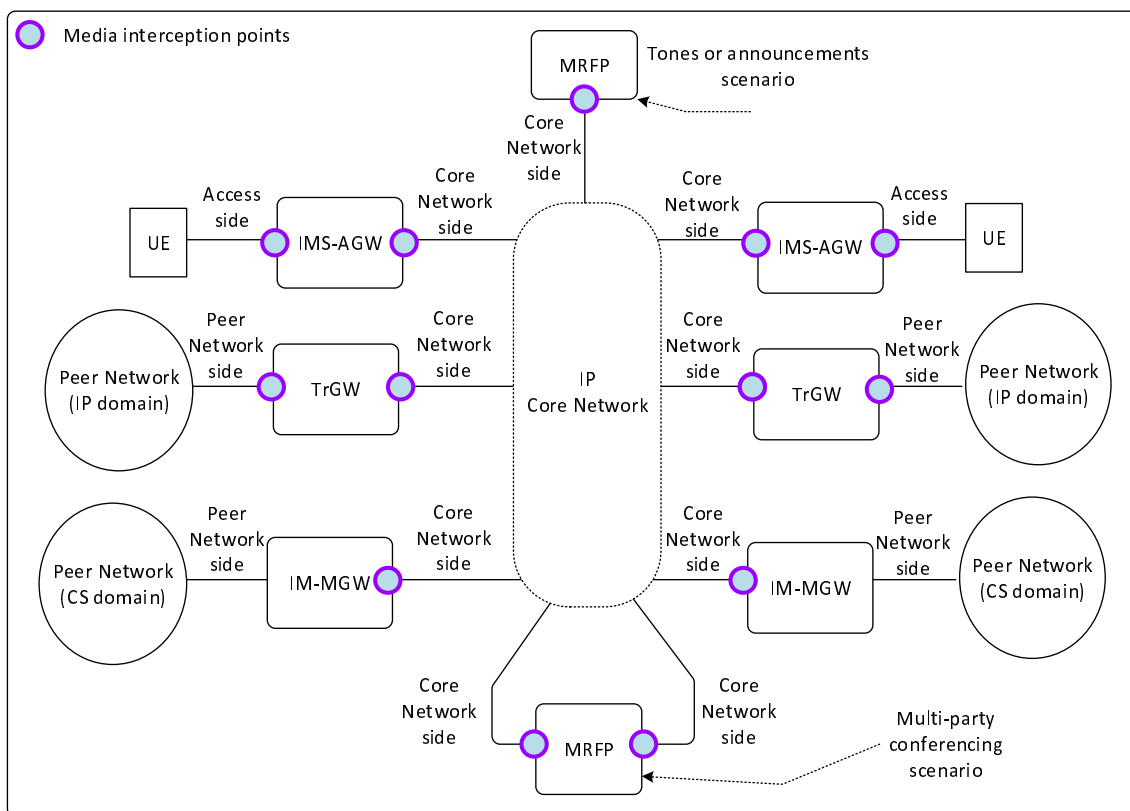 Media interception points
MRFP
Tones or announcements
scenario
Core
Network
side
Access
side
Core
Network
side
UE
IMS-AGW
Core
Network
side
Access
side
IMS-AGW
UE
Peer
Network
side
Core
Network
side
Peer Network
(IP domain)
TrGW
IP
Core Network
Core
Network
side
Peer
Network
side
TrGW
Peer Network
(IP domain)
Peer
Network
side
Core
Network
side
Peer Network
(CS domain)
IM-MGW
Core
Network
side
Peer
Network
side
IM-MGW
Peer Network
(CS domain)
Core
Network
side
MRFP
Core
Network
side
Multi-party
conferencing
scenario